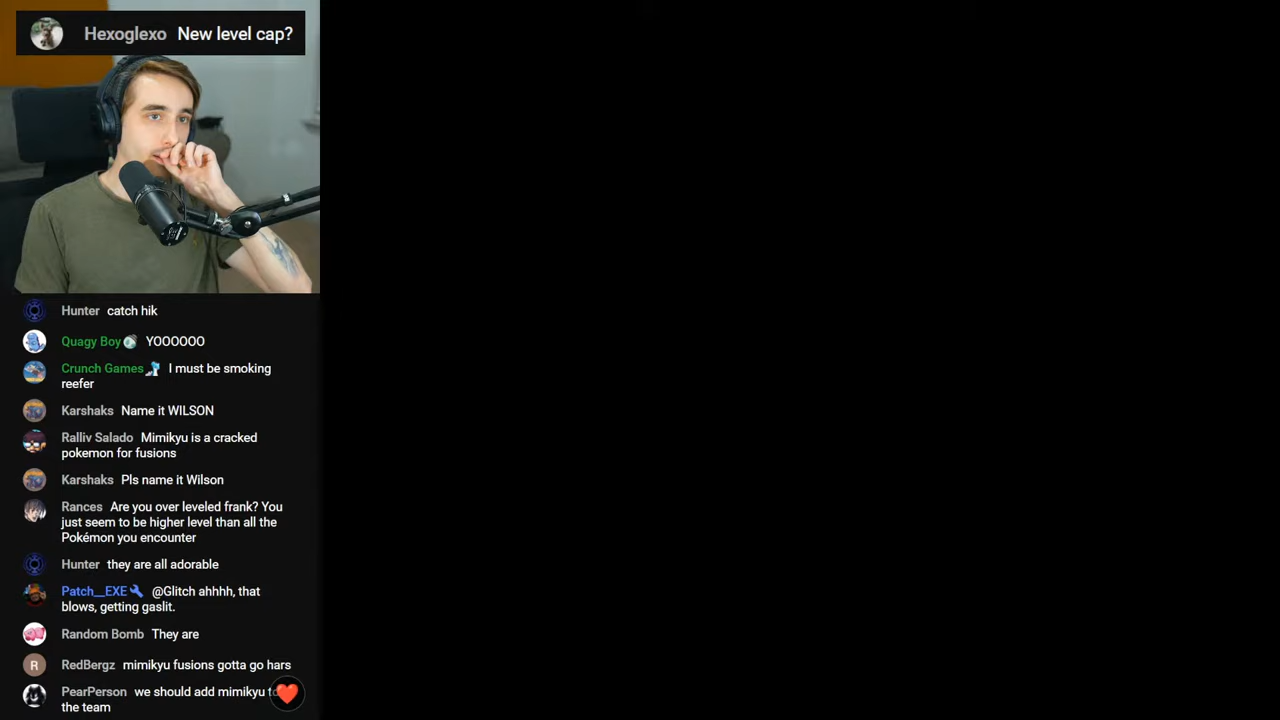 Hexoglexo New level cap?
Hunter catch hik
Quagy Boy YOOOOOO
Crunch Games I must be smoking
reefer
Karshaks Name it WILSON
Ralliv Salado Mimikyu is a cracked
pokemon for fusions
Karshaks Pls name it Wilson
Rances Are you over leveled frank? You
just seem to be higher level than all the
Pokémon you encounter
Hunter they are all adorable
Patch__EXE @Glitch ahhhh, that
blows, getting gaslit.
Random Bomb They are
R RedBergz mimikyu fusions gotta go hars
PearPerson we should add mimikyu
the team